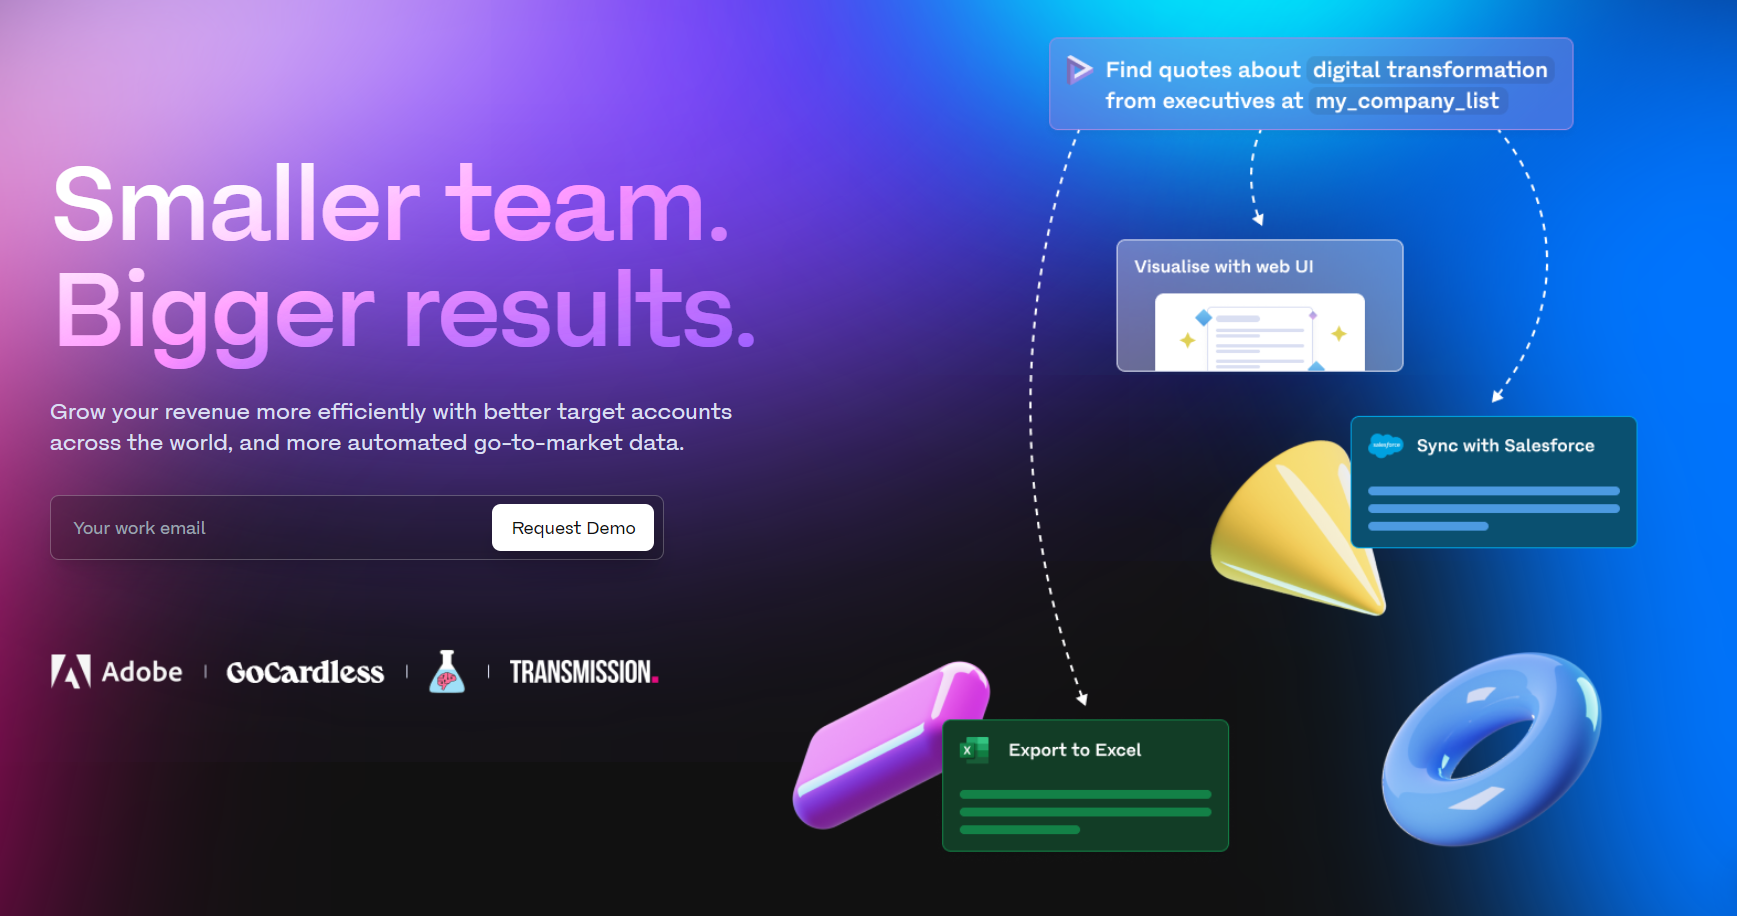 Smaller team.
Bigger results.
Grow your revenue more efficiently with better target accounts
across the world, and more automated go-to-market data.
Your work email
Request Demo
Adobe
GoCardless
TRANSMISSION.
Find quotes about digital transformation
from executives at my_company_list
Visualise with web UI
salesforce
Sync with Salesforce
X
Export to Excel